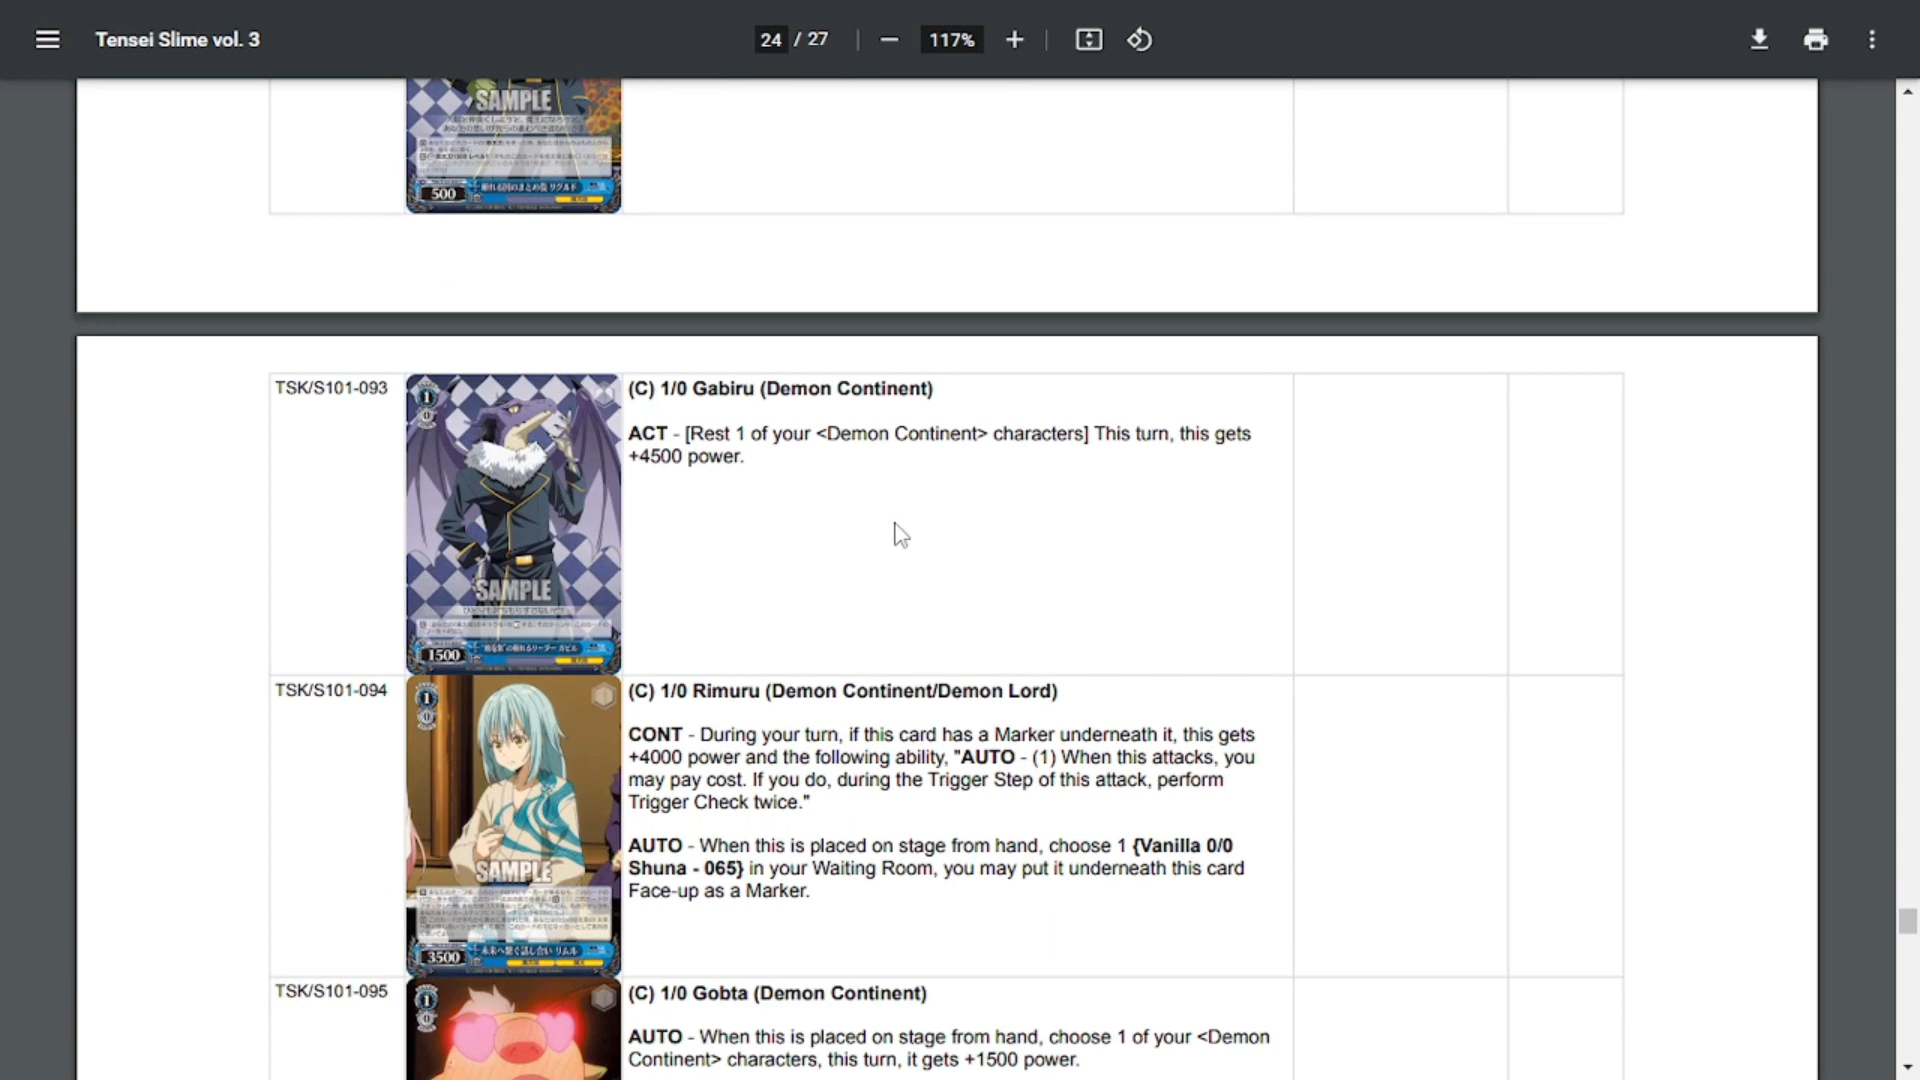 Tensei Slime vol. 3
24 / 27
117%
SAMPLE
500
TSK/S101-093
1
0
SAMPLE
1500
(C) 1/0 Gabiru (Demon Continent)
ACT - [Rest 1 of your <Demon Continent> characters] This turn, this gets
+4500 power.
TSK/S101-094
1
0
SAMPLE
3500
(C) 1/0 Rimuru (Demon Continent/Demon Lord)
CONT - During your turn, if this card has a Marker underneath it, this gets
+4000 power and the following ability, "AUTO - (1) When this attacks, you
may pay cost. If you do, during the Trigger Step of this attack, perform
Trigger Check twice."
AUTO - When this is placed on stage from hand, choose 1 {Vanilla 0/0
Shuna - 065} in your Waiting Room, you may put it underneath this card
Face-up as a Marker.
TSK/S101-095
1
0
(C) 1/0 Gobta (Demon Continent)
AUTO - When this is placed on stage from hand, choose 1 of your <Demon
Continent> characters, this turn, it gets +1500 power.